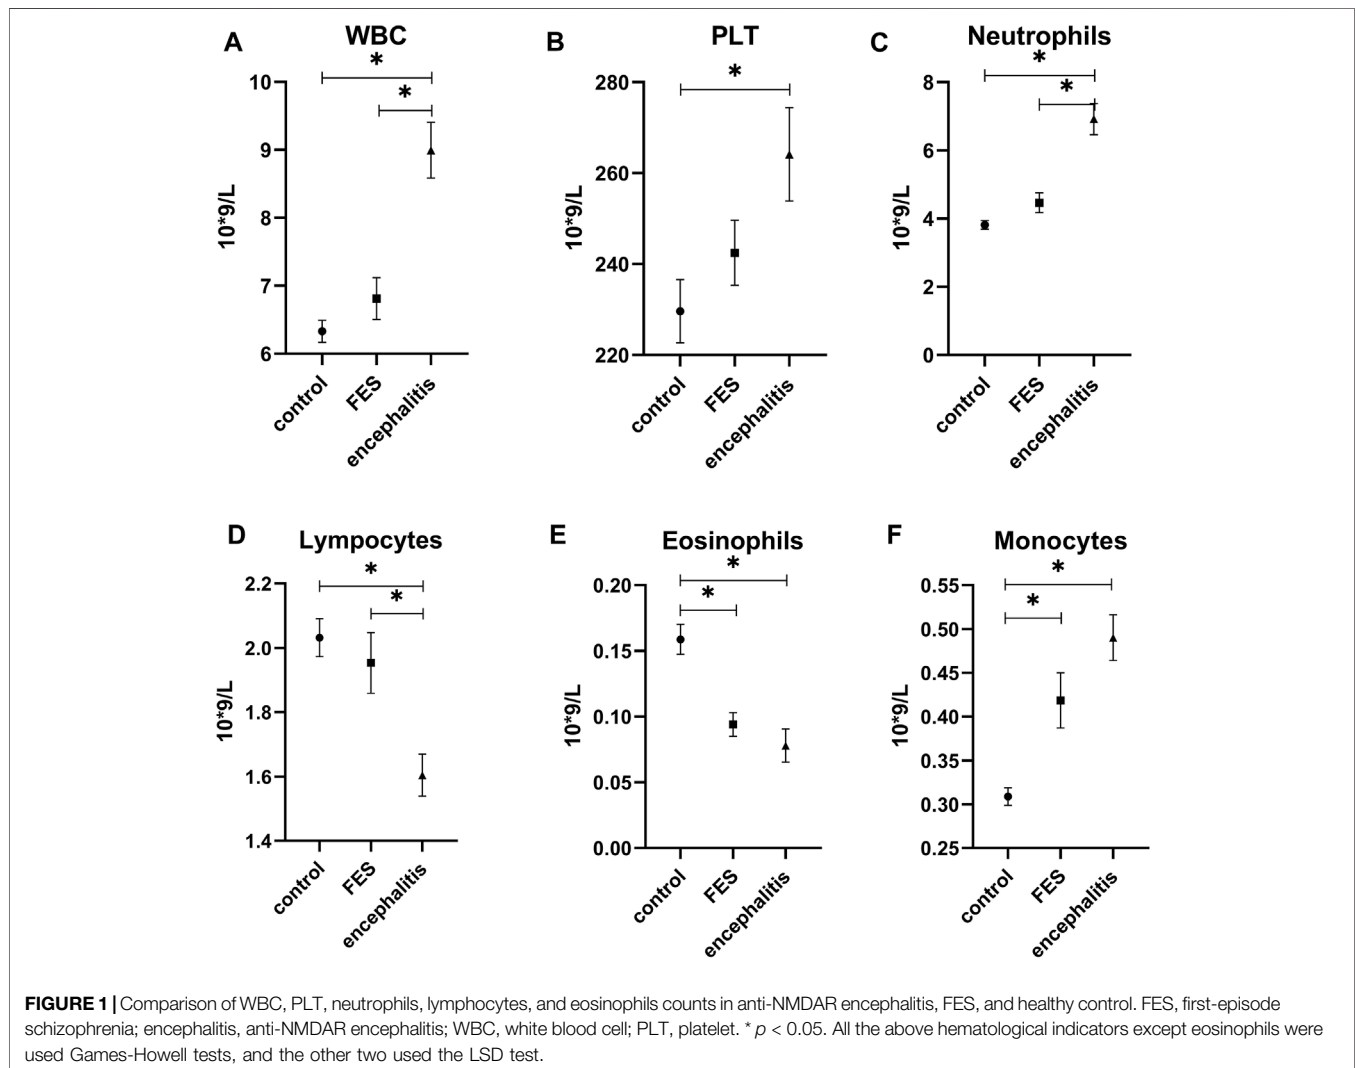 A
WBC
*
*
10
9
8
7
6
10*9/L
control
FES
encephalitis
B
PLT
*
280
260
240
220
10*9/L
control
FES
encephalitis
C
Neutrophils
*
*
8
6
4
2
0
10*9/L
control
FES
encephalitis
D
Lympocytes
*
*
2.2
2.0
1.8
1.6
1.4
10*9/L
control
FES
encephalitis
E
Eosinophils
*
*
0.20
0.15
0.10
0.05
0.00
10*9/L
control
FES
encephalitis
F
Monocytes
*
*
0.55
0.50
0.45
0.40
0.35
0.30
0.25
10*9/L
control
FES
encephalitis
FIGURE 1 | Comparison of WBC, PLT, neutrophils, lymphocytes, and eosinophils counts in anti-NMDAR encephalitis, FES, and healthy control. FES, first-episode
schizophrenia; encephalitis, anti-NMDAR encephalitis; WBC, white blood cell; PLT, platelet. * p < 0.05. All the above hematological indicators except eosinophils were
used Games-Howell tests, and the other two used the LSD test.